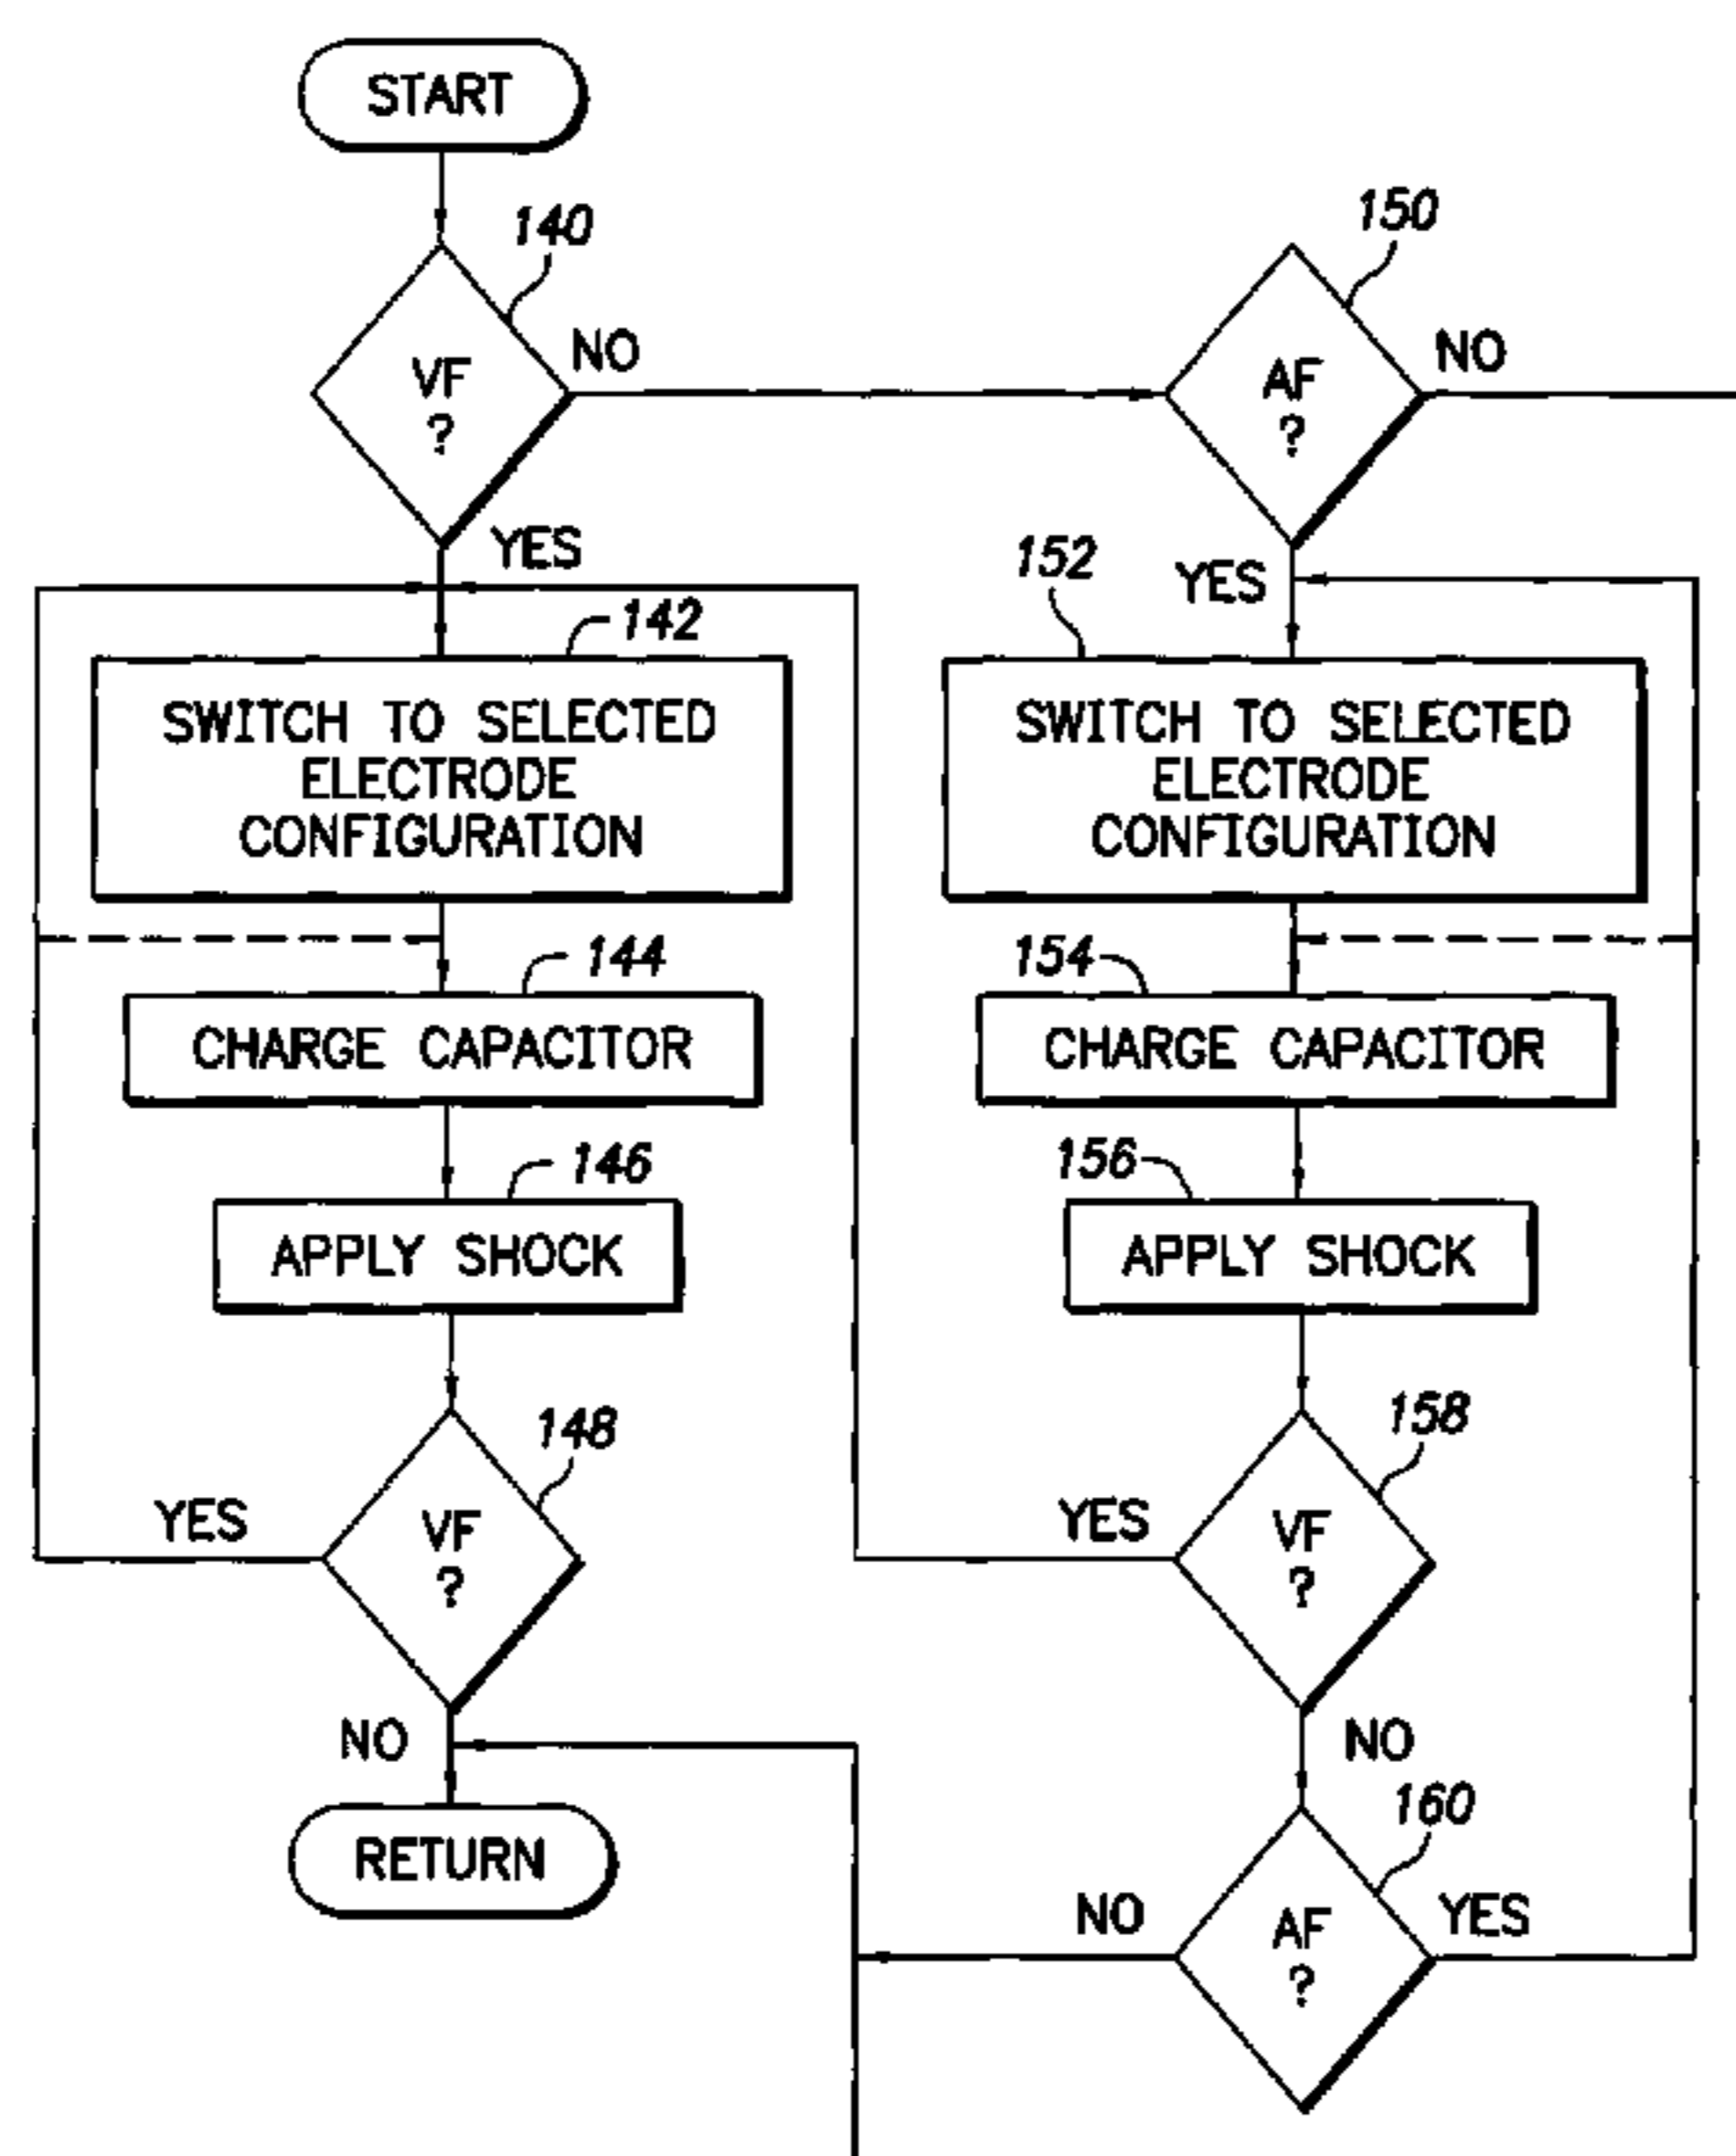 START
140
VF
?
NO
YES
142
SWITCH TO SELECTED
ELECTRODE
CONFIGURATION
144
CHARGE CAPACITOR
146
APPLY SHOCK
148
VF
?
YES
NO
RETURN
150
AF
?
NO
YES
152
SWITCH TO SELECTED
ELECTRODE
CONFIGURATION
154
CHARGE CAPACITOR
156
APPLY SHOCK
158
VF
?
YES
NO
160
AF
?
NO
YES